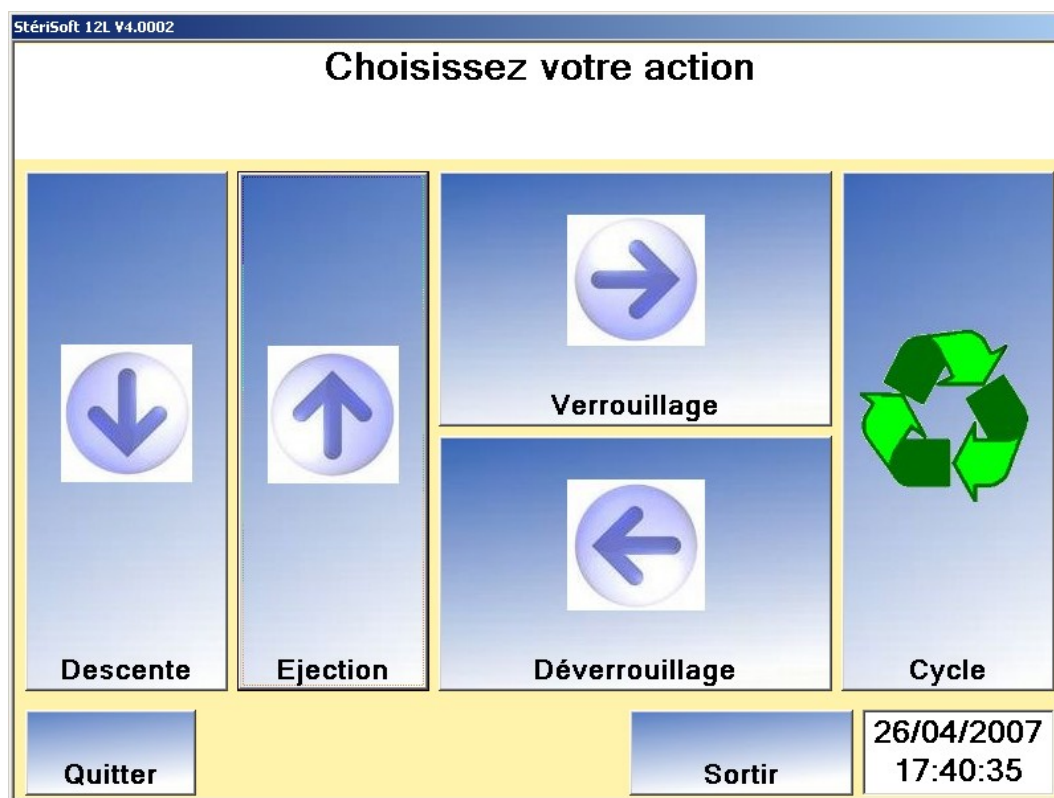 StériSoft 12L V4.0002
Choisissez votre action
Verrouillage
Descente
Ejection
Déverrouillage
Cycle
Quitter
Sortir
26/04/2007
17:40:35